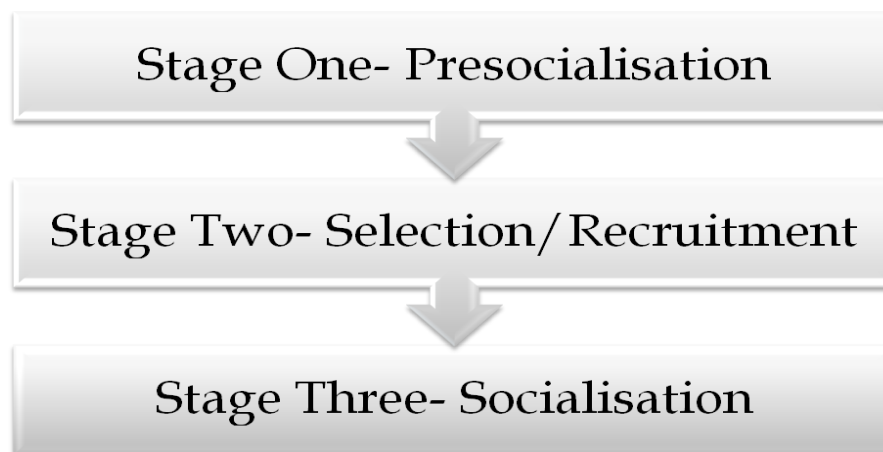 Stage One- Presocialisation
Stage Two- Selection/Recruitment
Stage Three- Socialisation